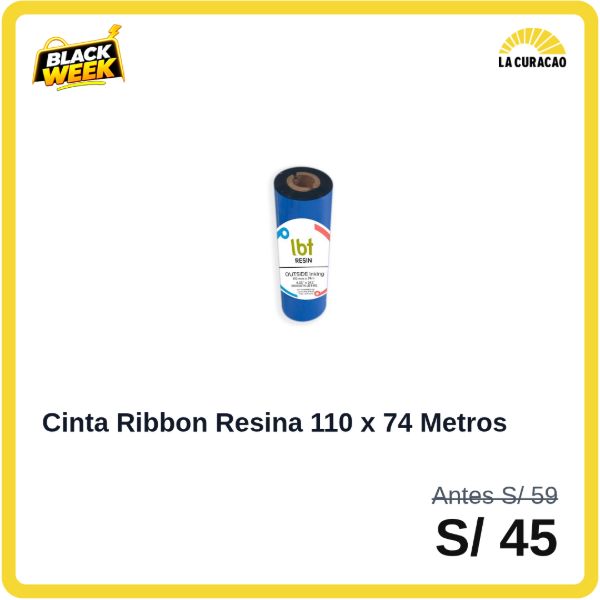 BLACK
WEEK
LA CURACAO
lbt
RESIN
OUTSIDE Inking
Cinta Ribbon Resina 110 x 74 Metros
Antes S/ 59
S/ 45